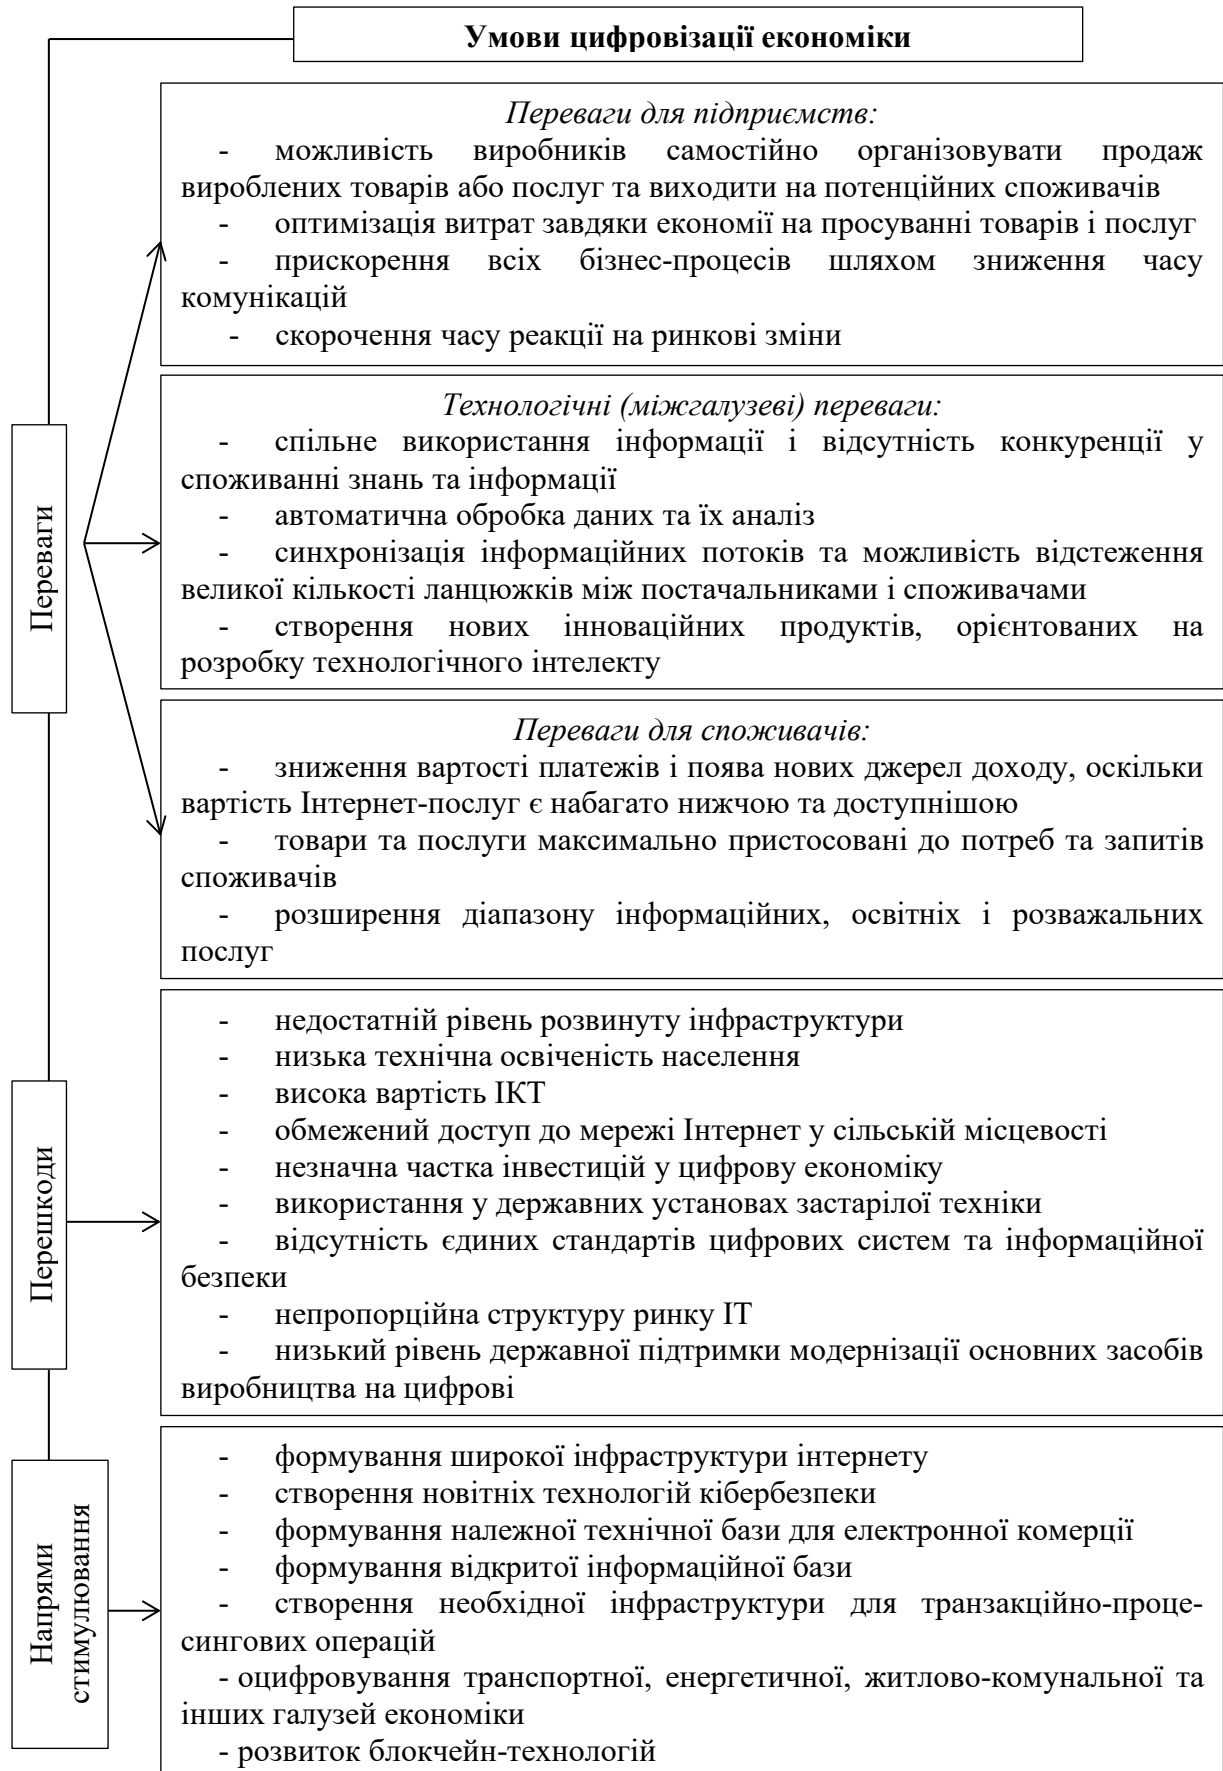 Умови цифровізації економіки
Переваги для підприємств:
- можливість виробників самостійно організовувати продаж
вироблених товарів або послуг та виходити на потенційних споживачів
- оптимізація витрат завдяки економії на просуванні товарів і послуг
- прискорення всіх бізнес-процесів шляхом зниження часу
комунікацій
- скорочення часу реакції на ринкові зміни
Переваги
Технологічні (міжгалузеві) переваги:
- спільне використання інформації і відсутність конкуренції у
споживанні знань та інформації
- автоматична обробка даних та їх аналіз
- синхронізація інформаційних потоків та можливість відстеження
великої кількості ланцюжків між постачальниками і споживачами
- створення нових інноваційних продуктів, орієнтованих на
розробку технологічного інтелекту
Переваги для споживачів:
- зниження вартості платежів і поява нових джерел доходу, оскільки
вартість Інтернет-послуг є набагато нижчою та доступнішою
- товари та послуги максимально пристосовані до потреб та запитів
споживачів
- розширення діапазону інформаційних, освітніх і розважальних
послуг
Перешкоди
- недостатній рівень розвинуту інфраструктури
- низька технічна освіченість населення
- висока вартість ІКТ
- обмежений доступ до мережі Інтернет у сільській місцевості
- незначна частка інвестицій у цифрову економіку
- використання у державних установах застарілої техніки
- відсутність єдиних стандартів цифрових систем та інформаційної
безпеки
- непропорційна структуру ринку ІТ
- низький рівень державної підтримки модернізації основних засобів
виробництва на цифрові
Напрями
стимулювання
- формування широкої інфраструктури інтернету
- створення новітніх технологій кібербезпеки
- формування належної технічної бази для електронної комерції
- формування відкритої інформаційної бази
- створення необхідної інфраструктури для транзакційно-проце-
сингових операцій
- оцифровування транспортної, енергетичної, житлово-комунальної та
інших галузей економіки
- розвиток блокчейн-технологій